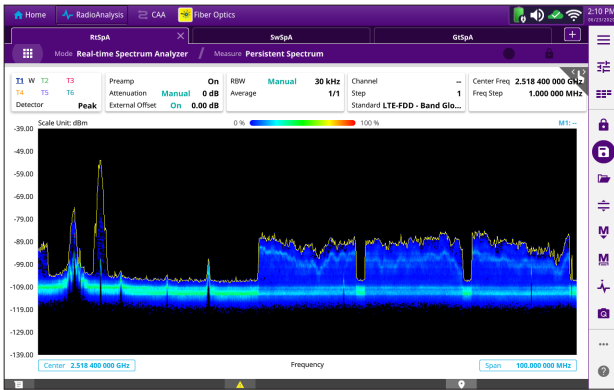 Home RadioAnalysis CAA Fiber Optics 2:10 PM
06/23/2025
RtSpA SwSpA GtSpA
Mode Real-time Spectrum Analyzer / Measure Persistent Spectrum
T1 W T2 T3
T4 T5 T6
Detector Peak
Preamp On
Attenuation Manual 0 dB
External Offset On 0.00 dB
RBW Manual 30 kHz
Average 1/1
Channel --
Step 1
Standard LTE-FDD - Band Glo...
Center Freq 2.518 400 000 GHz
Freq Step 1.000 000 MHz
Scale Unit: dBm 0 % 100 % M1: --
-39.00
-49.00
-59.00
-69.00
-79.00
-89.00
-99.00
-109.00
-119.00
-129.00
-139.00
Center 2.518 400 000 GHz Frequency Span 100.000 000 MHz
M
M